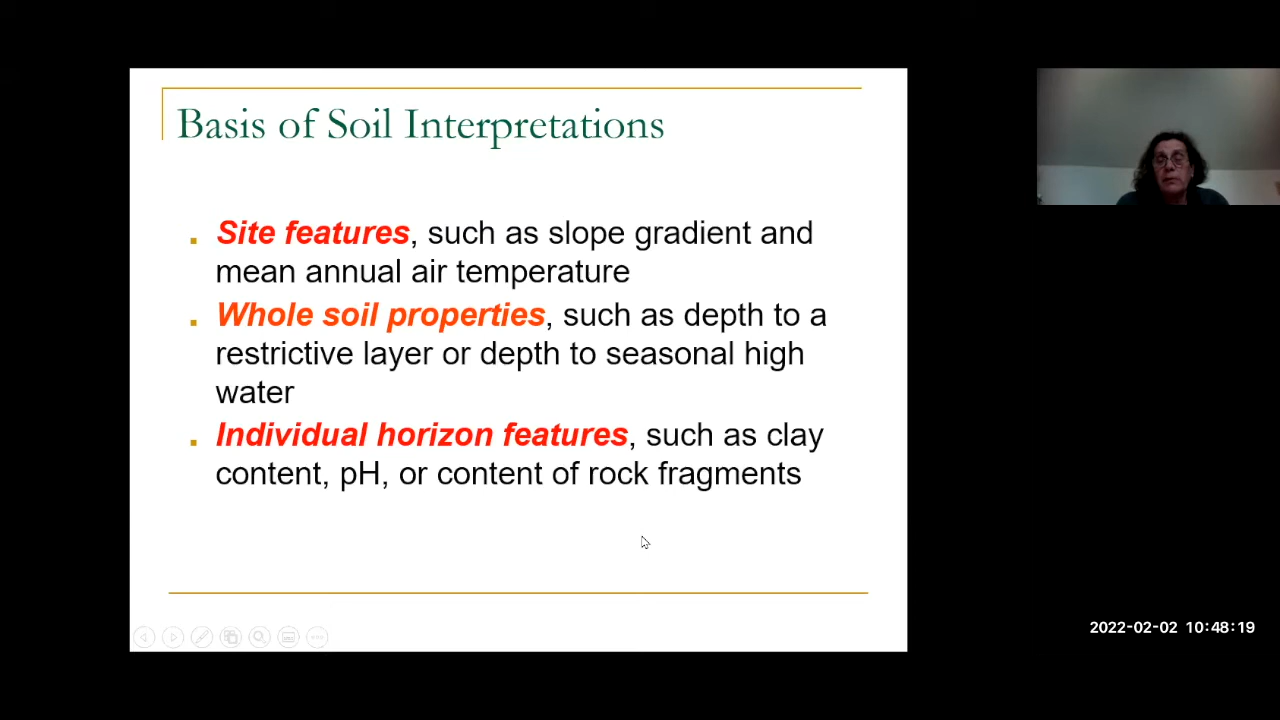 Basis of Soil Interpretations
Site features, such as slope gradient and
mean annual air temperature
Whole soil properties, such as depth to a
restrictive layer or depth to seasonal high
water
Individual horizon features, such as clay
content, pH, or content of rock fragments
2022-02-02 10:48:19